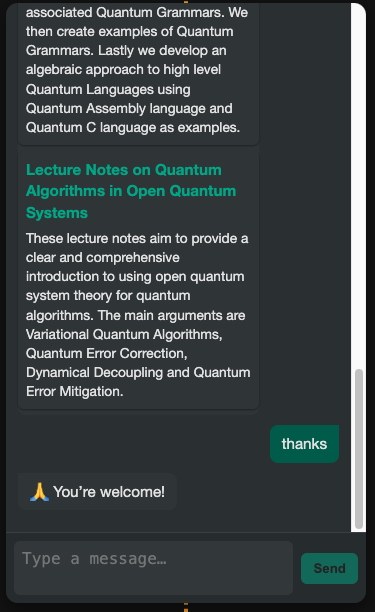 associated Quantum Grammars. We
then create examples of Quantum
Grammars. Lastly we develop an
algebraic approach to high level
Quantum Languages using
Quantum Assembly language and
Quantum C language as examples.
Lecture Notes on Quantum
Algorithms in Open Quantum
Systems
These lecture notes aim to provide a
clear and comprehensive
introduction to using open quantum
system theory for quantum
algorithms. The main arguments are
Variational Quantum Algorithms,
Quantum Error Correction,
Dynamical Decoupling and Quantum
Error Mitigation.
thanks
🙏 You’re welcome!
Type a message…
Send